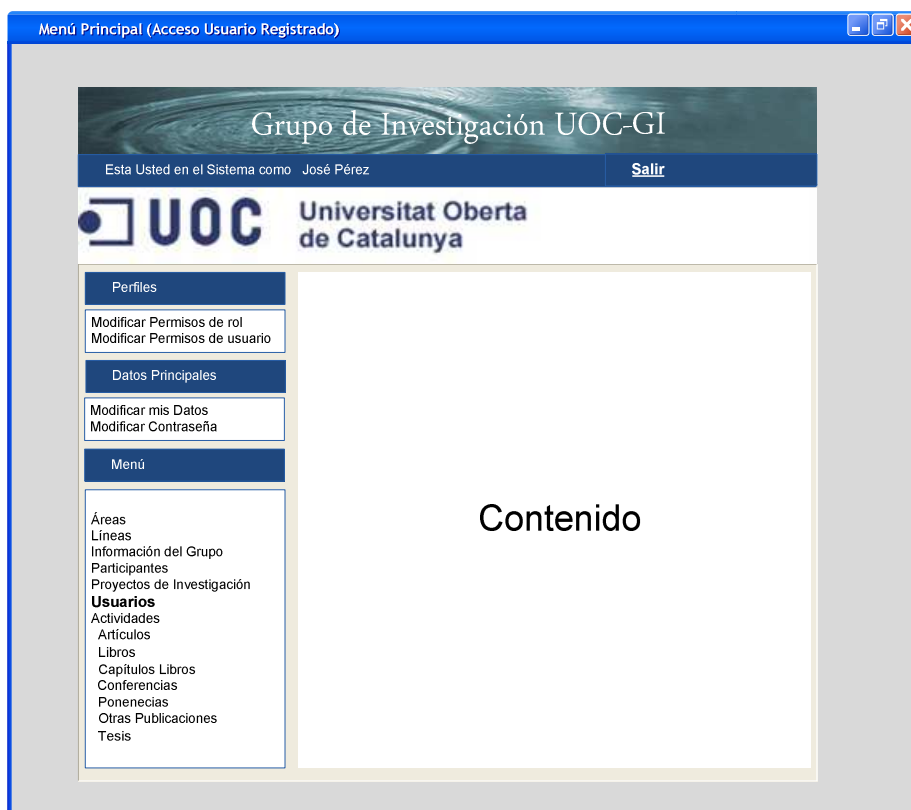 Menú Principal (Acceso Usuario Registrado)
Grupo de Investigación UOC-GI
Esta Usted en el Sistema como José Pérez
Salir
UOC
Universitat Oberta
de Catalunya
Perfiles
Modificar Permisos de rol
Modificar Permisos de usuario
Datos Principales
Modificar mis Datos
Modificar Contraseña
Menú
Áreas
Líneas
Información del Grupo
Participantes
Proyectos de Investigación
Usuarios
Actividades
Artículos
Libros
Capítulos Libros
Conferencias
Ponenecias
Otras Publicaciones
Tesis
Contenido